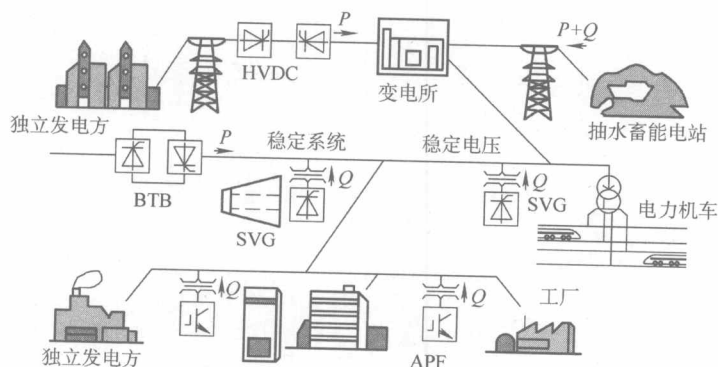 P
P+Q
HVDC
变电所
独立发电方
抽水畜能电站
P
稳定系统
稳定电压
Q
Q
BTB
SVG
SVG
电力机车
Q
Q
工厂
独立发电方
APF